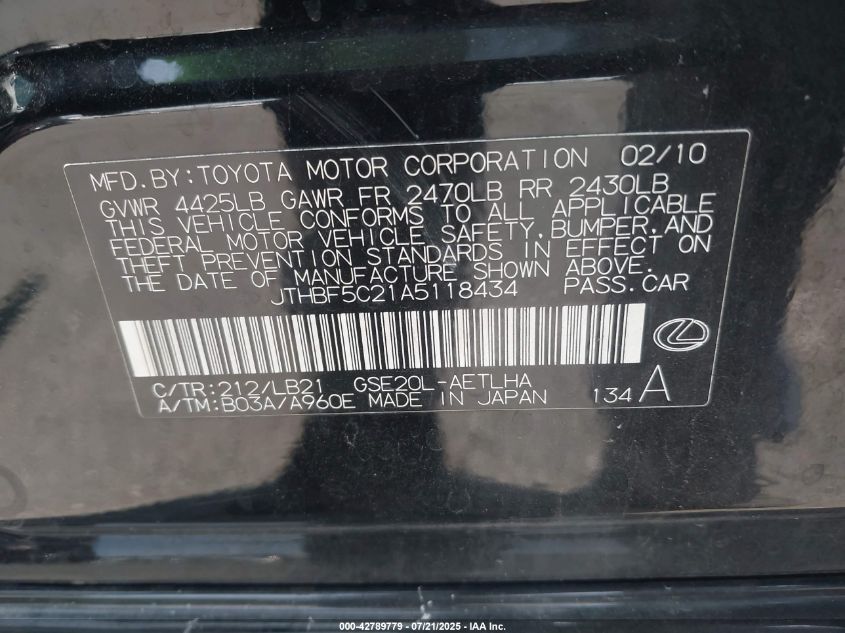 MFD.BY:TOYOTA MOTOR CORPORATION 02/10
GVWR 4425LB GAWR FR 2470LB RR 2430LB
THIS VEHICLE CONFORMS TO ALL APPLICABLE
FEDERAL MOTOR VEHICLE SAFETY,BUMPER,AND
THEFT PREVENTION STANDARDS IN EFFECT ON
THE DATE OF MANUFACTURE SHOWN ABOVE.
JTHBF5C21A5118434 PASS.CAR
C/TR:212/LB21 GSE20L-AETLHA
A/TM:B03A/A960E MADE IN JAPAN 134 A
000-42789779 - 07/21/2025 - IAA Inc.